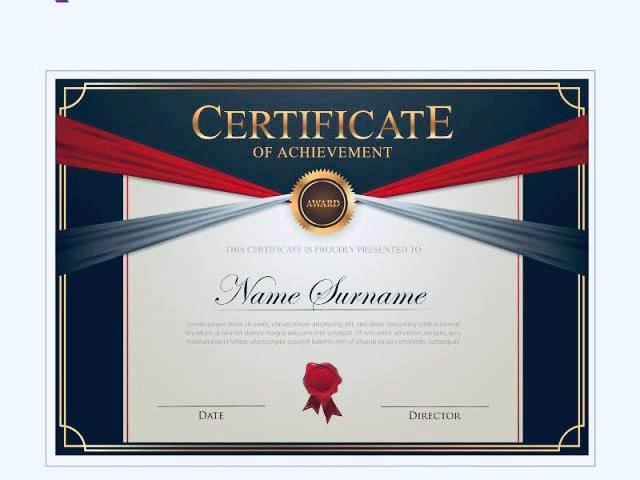 CERTIFICATE
OF ACHIEVEMENT
AWARD
THIS CERTIFICATE IS PROUDLY PRESENTED TO
Name Surname
Lorem ipsum dolor sit amet, consectetuer adipiscing elit, sed diam nonummy nibh euismod
tincidunt ut laoreet dolore magna aliquam erat volutpat. Ut wisi enim ad minim veniam, quis
nostrud exerci tation ullamcorper suscipit lobortis nisl ut aliquip ex ea commodo consequat.
DATE
DIRECTOR